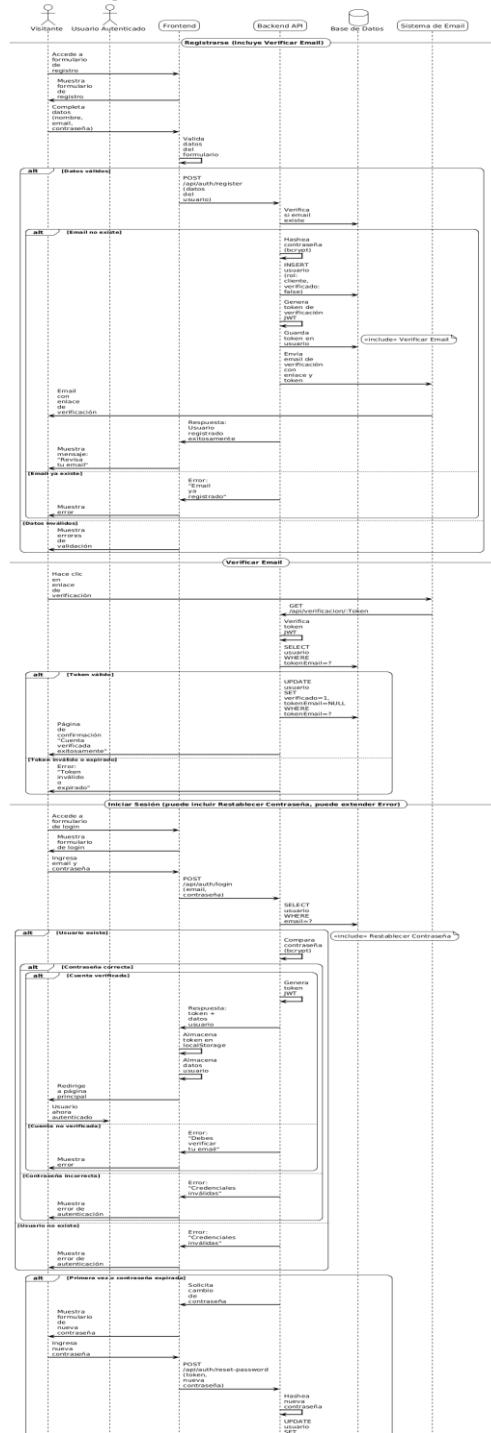 Visitante
Usuario Autenticado
Frontend
Backend API
Base de Datos
Sistema de Email
Registrarse (incluye Verificar Email)
Accede a
formulario
de
registro
Muestra
formulario
de
registro
Completa
datos
(nombre,
email,
contraseña)
Valida
datos
del
formulario
alt
[Datos válidos]
POST
/api/auth/register
(datos
del
usuario)
Verifica
si email
existe
alt
[Email no existe]
Hashea
contraseña
(bcrypt)
INSERT
usuario
(rol:
cliente,
verificado:
false)
Genera
token de
verificación
JWT
Guarda
token en
usuario
«include» Verificar Email
Envía
email de
verificación
con
enlace y
token
Email
con
enlace
de
verificación
Respuesta:
Usuario
registrado
exitosamente
Muestra
mensaje:
"Revisa
tu email"
[Email ya existe]
Error:
"Email
ya
registrado"
Muestra
error
[Datos inválidos]
Muestra
errores
de
validación
Verificar Email
Hace clic
en
enlace
de
verificación
GET
/api/verificacion/:Token
Verifica
token
JWT
SELECT
usuario
WHERE
tokenEmail=?
alt
[Token válido]
UPDATE
usuario
SET
verificado=1,
tokenEmail=NULL
WHERE
tokenEmail=?
Página
de
confirmación
"Cuenta
verificada
exitosamente"
[Token inválido o expirado]
Error:
"Token
inválido
o
expirado"
Iniciar Sesión (puede incluir Restablecer Contraseña, puede extender Error)
Accede a
formulario
de login
Muestra
formulario
de login
Ingresa
email y
contraseña
POST
/api/auth/login
(email,
contraseña)
SELECT
usuario
WHERE
email=?
alt
[Usuario existe]
«include» Restablecer Contraseña
Compara
contraseña
(bcrypt)
alt
[Contraseña correcta]
alt
[Cuenta verificada]
Genera
token
JWT
Respuesta:
token +
datos
usuario
Almacena
token en
localStorage
Almacena
datos
usuario
Redirige
a página
principal
Usuario
ahora
autenticado
[Cuenta no verificada]
Error:
"Debes
verificar
tu email"
Muestra
error
[Contraseña incorrecta]
Error:
"Credenciales
inválidas"
Muestra
error de
autenticación
[Usuario no existe]
Error:
"Credenciales
inválidas"
Muestra
error de
autenticación
alt
[Primera vez o contraseña expirada]
Solicita
cambio
de
contraseña
Muestra
formulario
de
nueva
contraseña
Ingresa
nueva
contraseña
POST
/api/auth/reset-password
(token,
nueva
contraseña)
Hashea
nueva
contraseña
UPDATE
usuario
SET